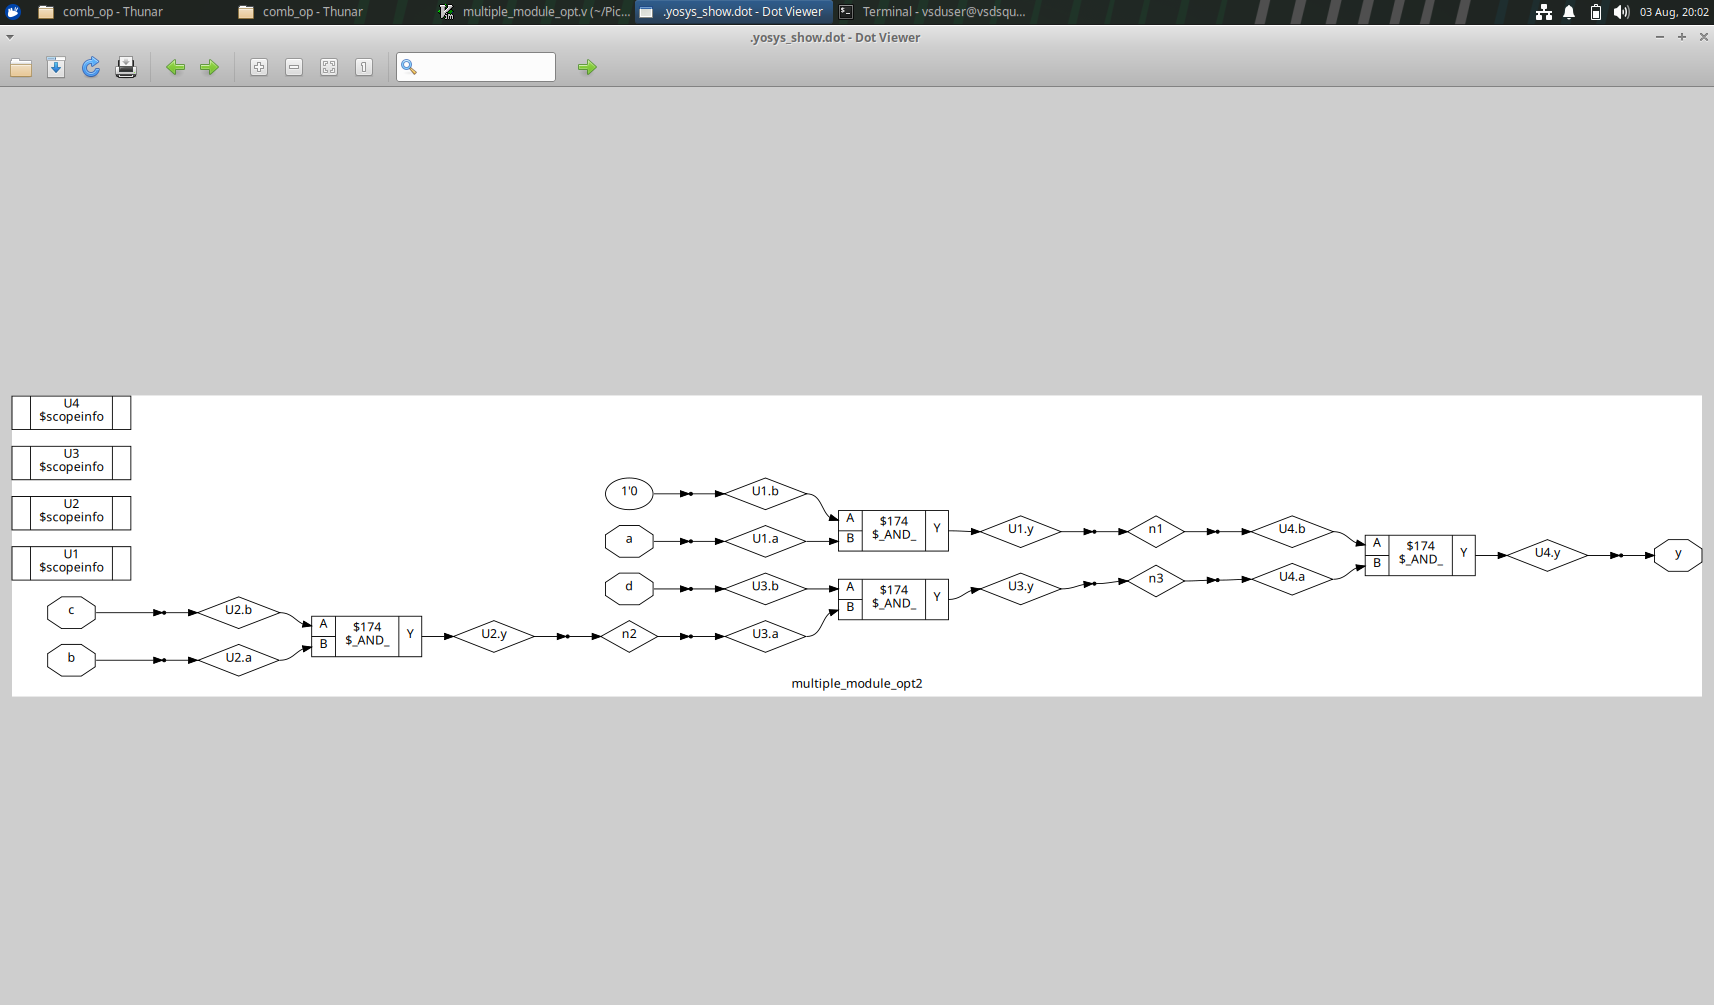 comb_op - Thunar
comb_op - Thunar
multiple_module_opt.v (~/Pic...
.yosys_show.dot - Dot Viewer
Terminal - vsduser@vsdsqu...
03 Aug, 20:02
.yosys_show.dot - Dot Viewer
U4
$scopeinfo
U3
$scopeinfo
U2
$scopeinfo
U1
$scopeinfo
1'0
U1.b
a
U1.a
A
B
$174
$_AND_
Y
U1.y
n1
U4.b
d
U3.b
A
B
$174
$_AND_
Y
U3.y
n3
U4.a
A
B
$174
$_AND_
Y
U4.y
y
c
U2.b
b
U2.a
A
B
$174
$_AND_
Y
U2.y
n2
U3.a
multiple_module_opt2